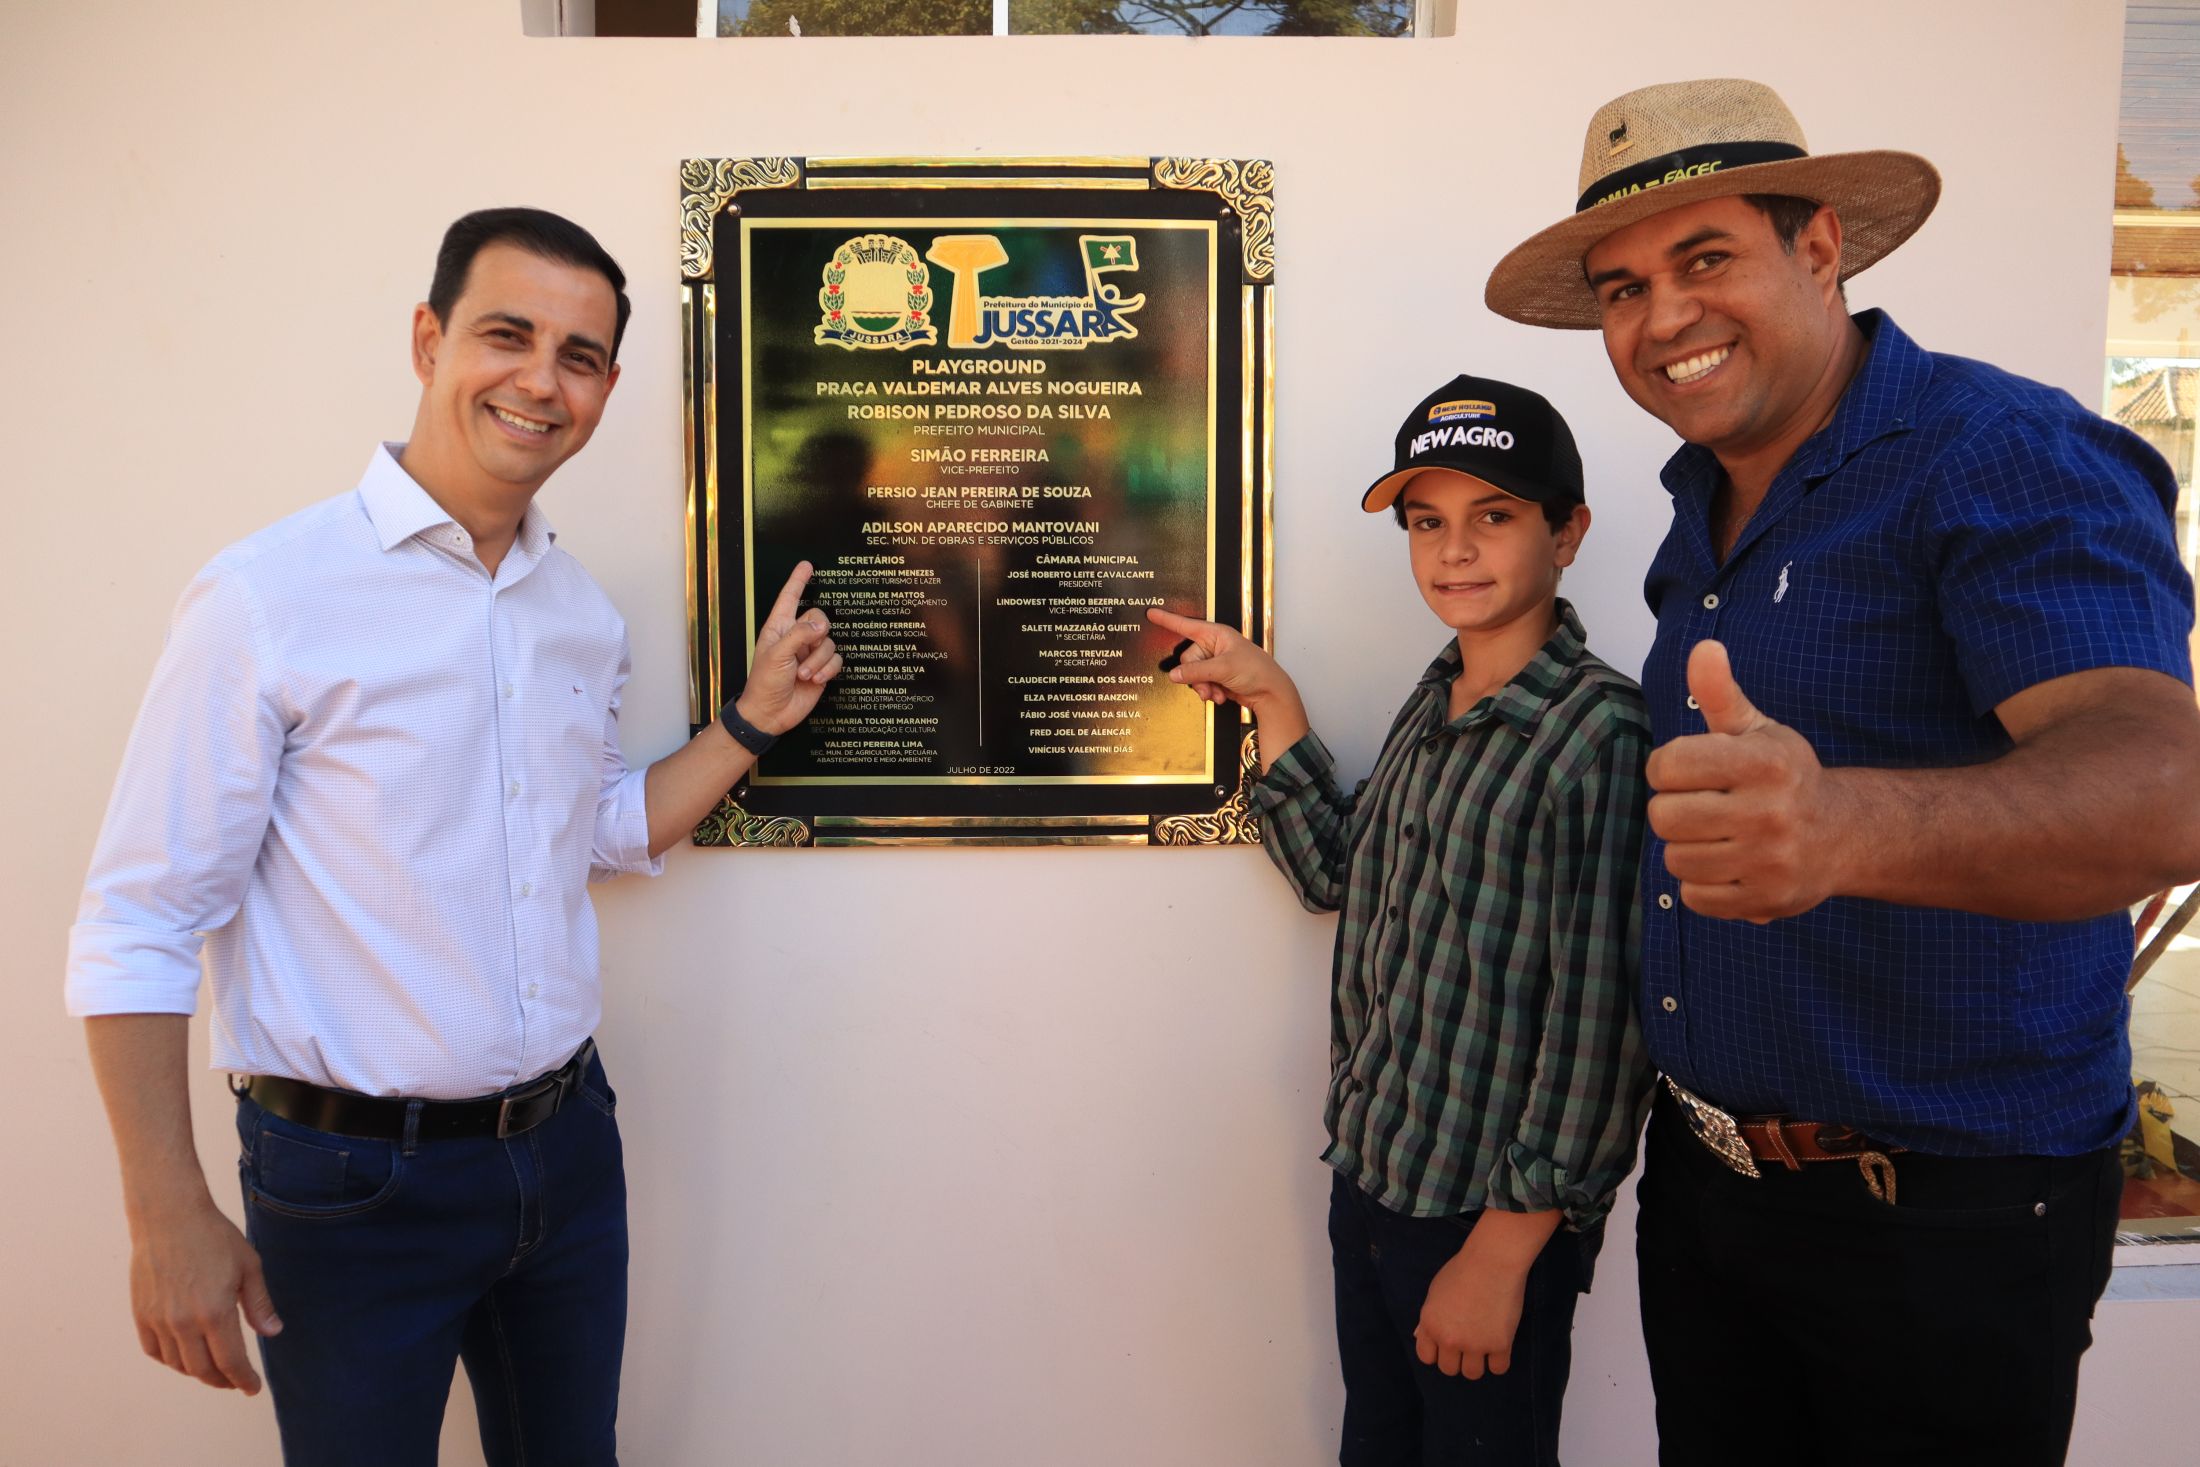 JUSSARA
Prefeitura do Município de
JUSSARA
Gestão 2021-2024
PLAYGROUND
PRAÇA VALDEMAR ALVES NOGUEIRA
ROBISON PEDROSO DA SILVA
PREFEITO MUNICIPAL
SIMÃO FERREIRA
VICE-PREFEITO
PERSIO JEAN PEREIRA DE SOUZA
CHEFE DE GABINETE
ADILSON APARECIDO MANTOVANI
SEC. MUN. DE OBRAS E SERVIÇOS PÚBLICOS
SECRETÁRIOS
ANDERSON JACOMINI MENEZES
MUN. DE ESPORTE TURISMO E LAZER
AILTON VIEIRA DE MATTOS
SEC. MUN. DE PLANEJAMENTO ORÇAMENTO
ECONOMIA E GESTÃO
ROGÉRIO FERREIRA
MUN. DE ASSISTÊNCIA SOCIAL
RINALDI SILVA
DE ADMINISTRAÇÃO E FINANÇAS
RINALDI DA SILVA
SEC. MUNICIPAL DE SAÚDE
ROBSON RINALDI
MUN. DE INDÚSTRIA COMÉRCIO
TRABALHO E EMPREGO
SILVIA MARIA TOLONI MARANHO
SEC. MUN. DE EDUCAÇÃO E CULTURA
VALDECI PEREIRA LIMA
SEC. MUN. DE AGRICULTURA, PECUÁRIA
ABASTECIMENTO E MEIO AMBIENTE
CÂMARA MUNICIPAL
JOSÉ ROBERTO LEITE CAVALCANTE
PRESIDENTE
LINDOWEST TENÓRIO BEZERRA GALVÃO
VICE-PRESIDENTE
SALETE MAZZARÃO GUIETTI
1ª SECRETÁRIA
MARCOS TREVIZAN
2º SECRETÁRIO
CLAUDECIR PEREIRA DOS SANTOS
ELZA PAVELOSKI RANZONI
FÁBIO JOSÉ VIANA DA SILVA
FRED JOEL DE ALENCAR
VINÍCIUS VALENTINI DIAS
JULHO DE 2022
NEW HOLLAND
AGRICULTURE
NEW AGRO
FACEC